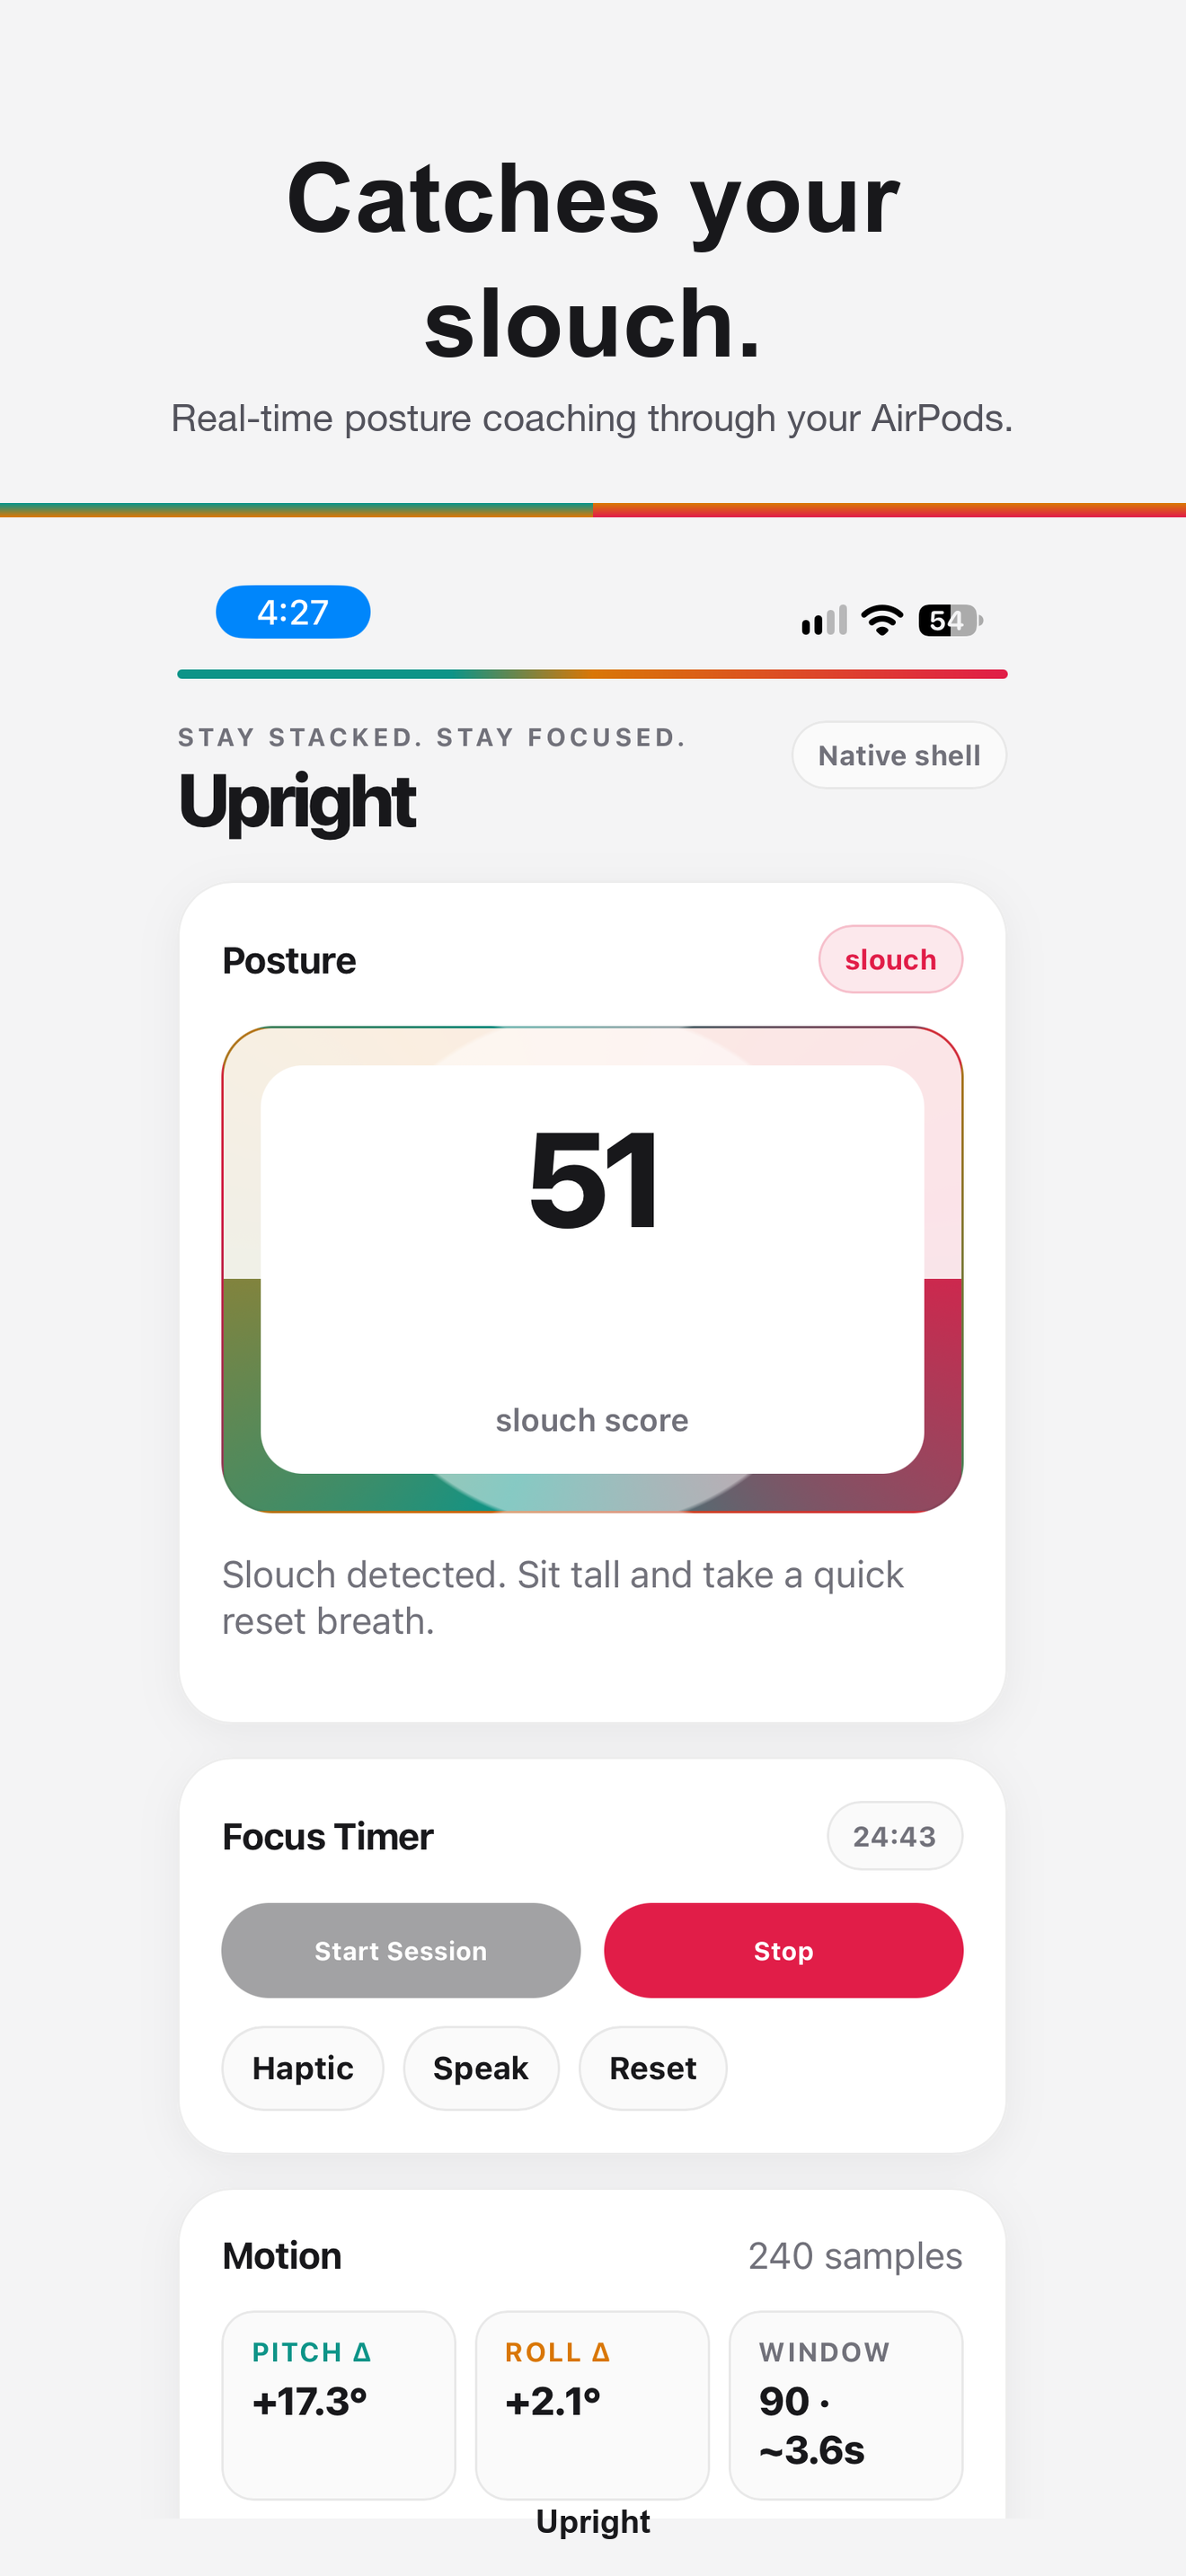 Catches your
slouch.
Real-time posture coaching through your AirPods.
4:27
54
STAY STACKED. STAY FOCUSED.
Upright
Native shell
Posture
slouch
51
slouch score
Slouch detected. Sit tall and take a quick
reset breath.
Focus Timer
24:43
Start Session
Stop
Haptic
Speak
Reset
Motion
240 samples
PITCH Δ
+17.3°
ROLL Δ
+2.1°
WINDOW
90 ·
~3.6s
Upright